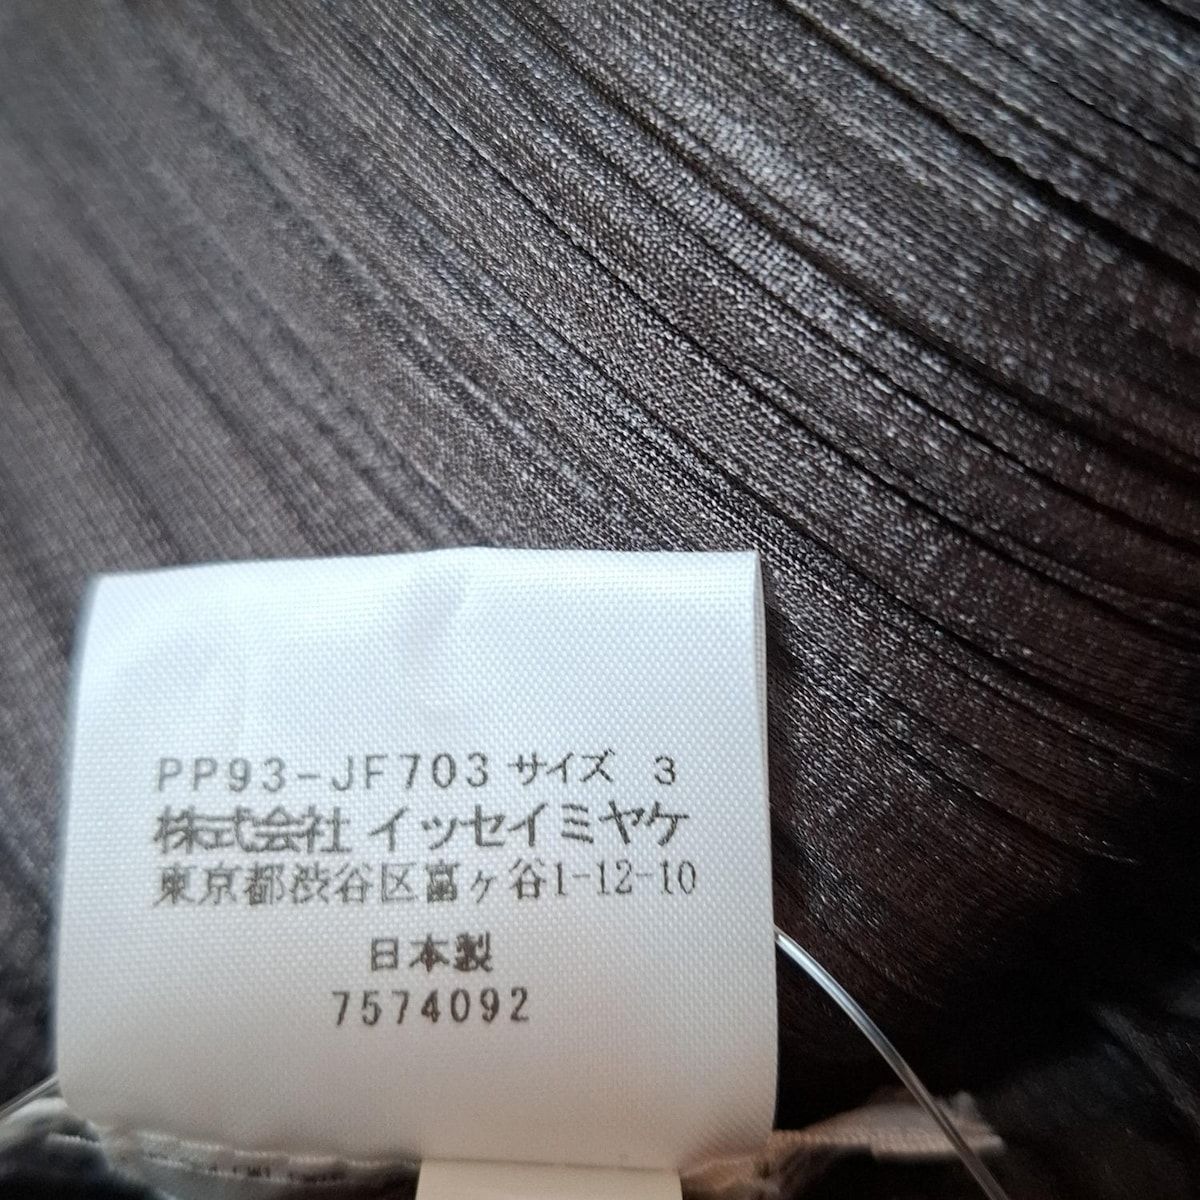 PP93-JF703 サイズ 3
株式会社 イッセイミヤケ
東京都渋谷区富ヶ谷1-12-10
日本製
7574092